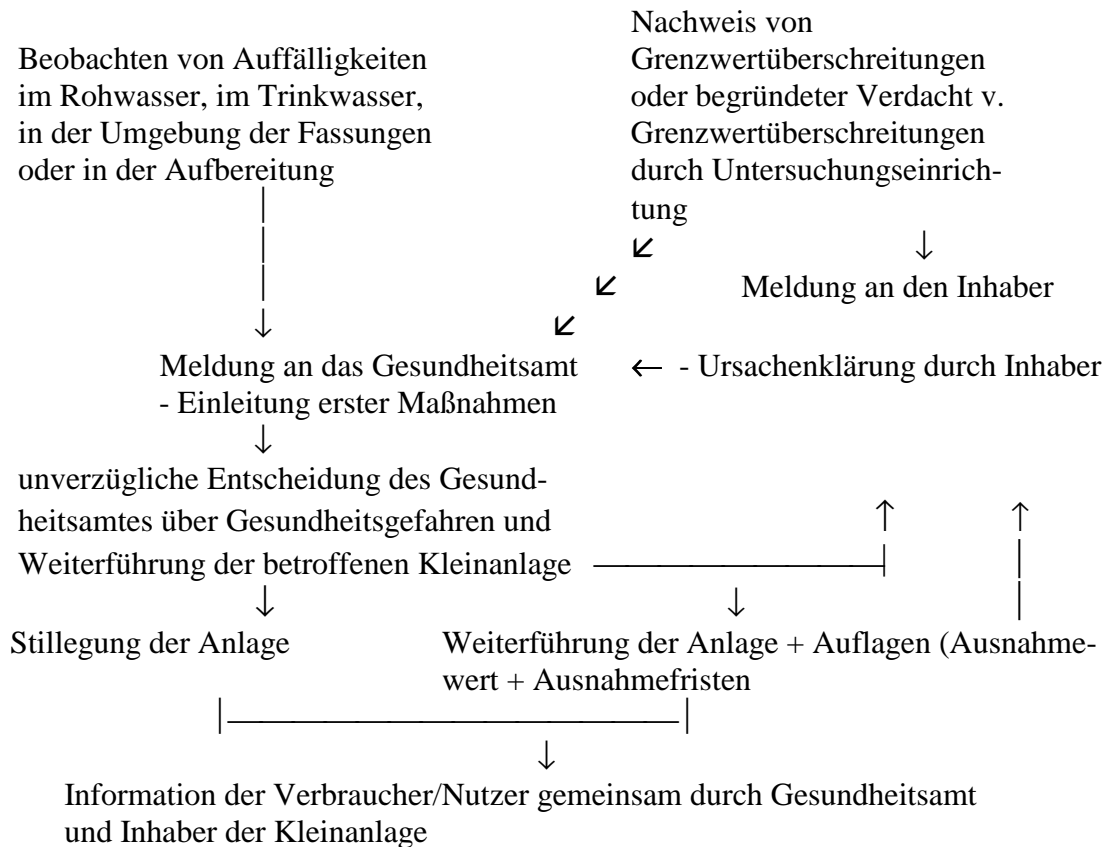 Beobachten von Auffälligkeiten
im Rohwasser, im Trinkwasser,
in der Umgebung der Fassungen
oder in der Aufbereitung
Nachweis von
Grenzwertüberschreitungen
oder begründeter Verdacht v.
Grenzwertüberschreitungen
durch Untersuchungseinrich-
tung
Meldung an den Inhaber
Meldung an das Gesundheitsamt
- Einleitung erster Maßnahmen
- Ursachenklärung durch Inhaber
unverzügliche Entscheidung des Gesund-
heitsamtes über Gesundheitsgefahren und
Weiterführung der betroffenen Kleinanlage
Stillegung der Anlage
Weiterführung der Anlage + Auflagen (Ausnahme-
wert + Ausnahmefristen
Information der Verbraucher/Nutzer gemeinsam durch Gesundheitsamt
und Inhaber der Kleinanlage